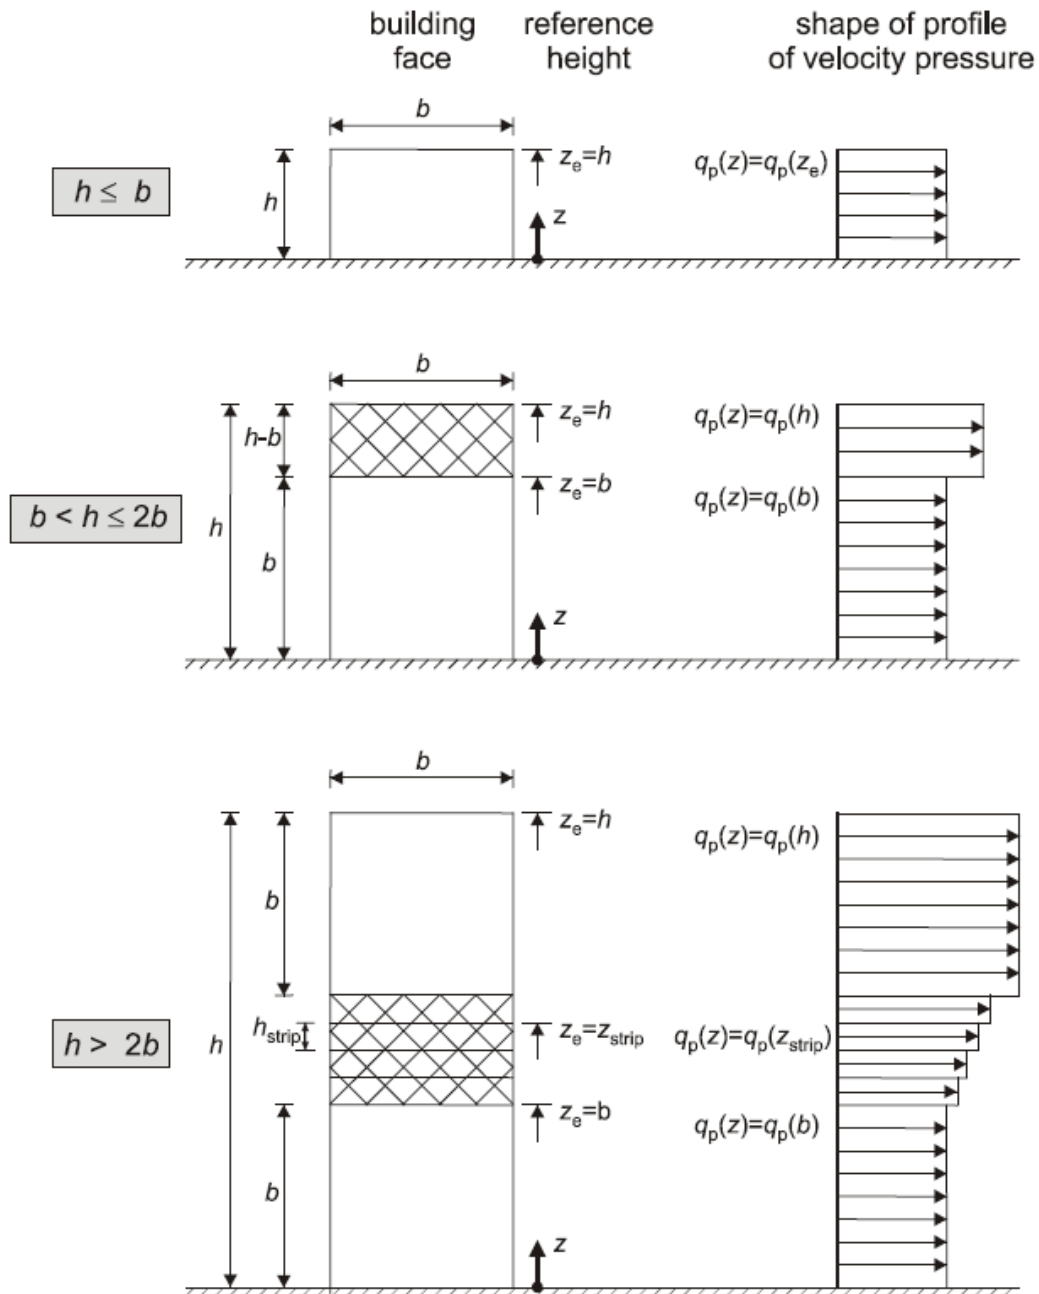 building face
reference height
shape of profile of velocity pressure
h ≤ b
b
h
z_e=h
z
q_p(z)=q_p(z_e)
b < h ≤ 2b
b
h
h-b
b
z_e=h
z_e=b
z
q_p(z)=q_p(h)
q_p(z)=q_p(b)
h > 2b
b
h
b
h_strip
b
z_e=h
z_e=z_strip
z_e=b
z
q_p(z)=q_p(h)
q_p(z)=q_p(z_strip)
q_p(z)=q_p(b)